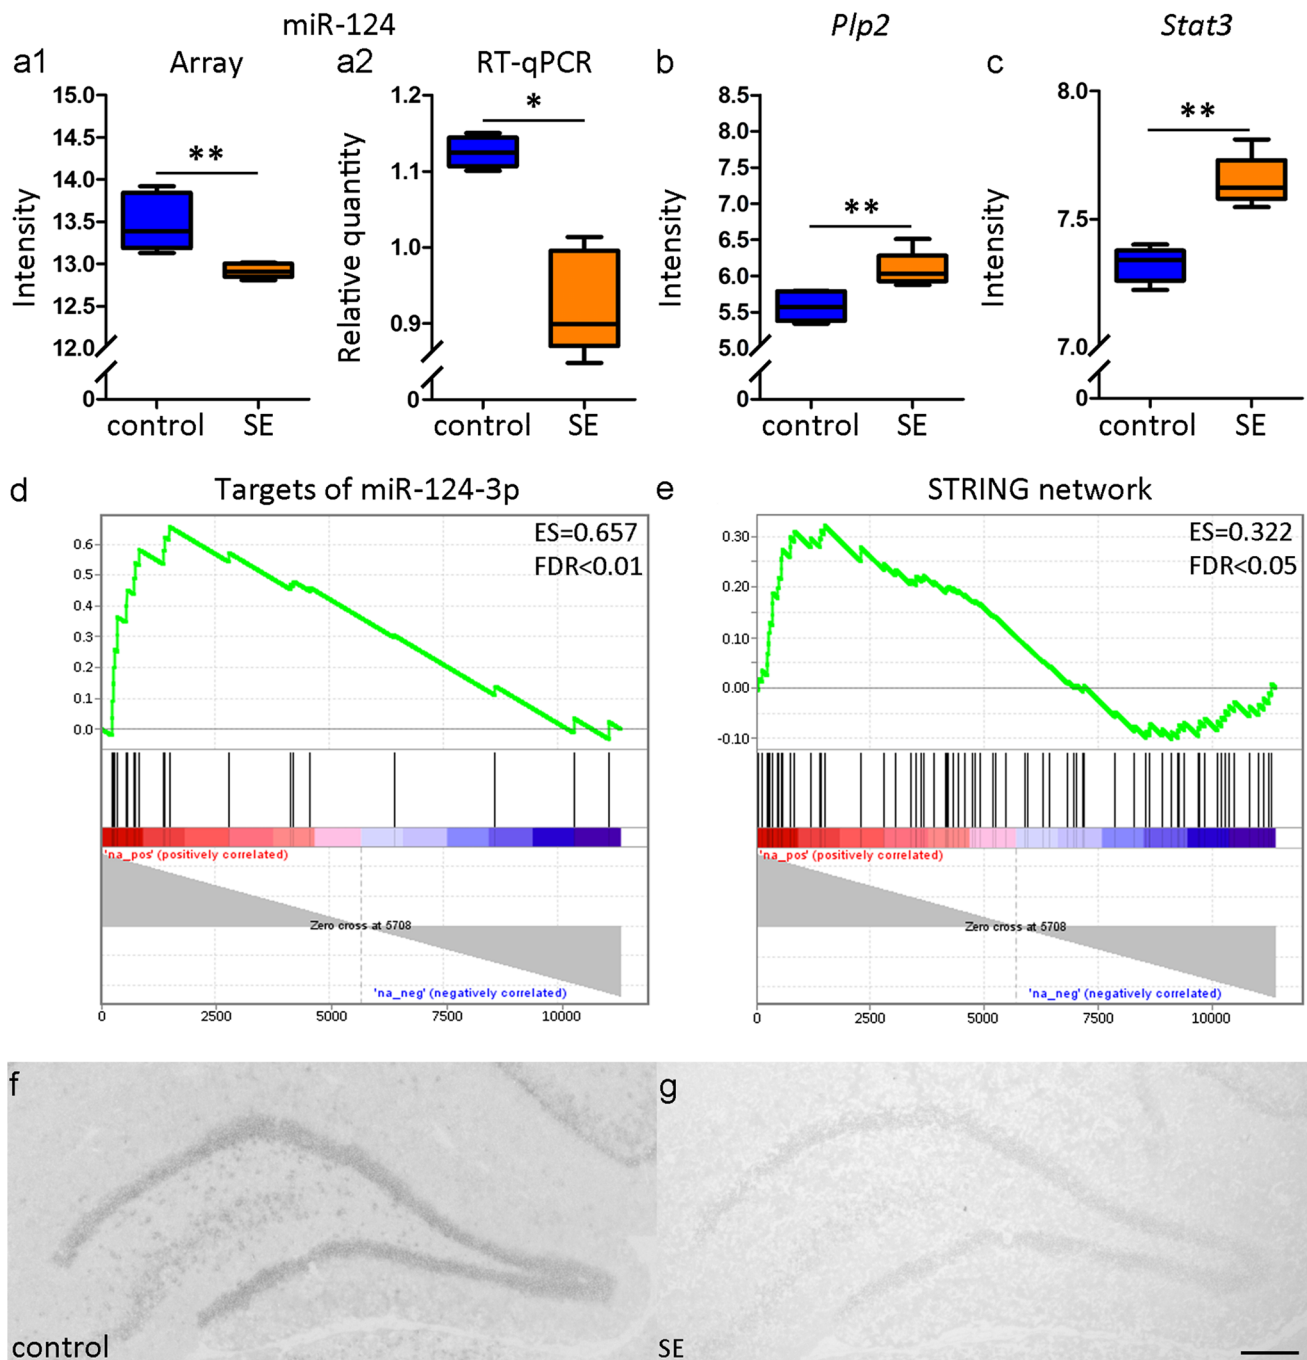 miR-124
Plp2
Stat3
a1
Array
a2
RT-qPCR
b
c
Intensity
15.0
14.5
14.0
13.5
13.0
12.5
12.0
0
**
control
SE
Relative quantity
1.2
1.1
1.0
0.9
0
*
control
SE
Intensity
8.5
8.0
7.5
7.0
6.5
6.0
5.5
5.0
0
**
control
SE
Intensity
8.0
7.5
7.0
0
**
control
SE
d
Targets of miR-124-3p
ES=0.657
FDR<0.01
0.6
0.5
0.4
0.3
0.2
0.1
0.0
'na_pos' (positively correlated)
Zero cross at 5708
'na_neg' (negatively correlated)
0
2500
5000
7500
10000
e
STRING network
ES=0.322
FDR<0.05
0.30
0.20
0.10
0.00
-0.10
'na_pos' (positively correlated)
Zero cross at 5708
'na_neg' (negatively correlated)
0
2500
5000
7500
10000
f
control
g
SE